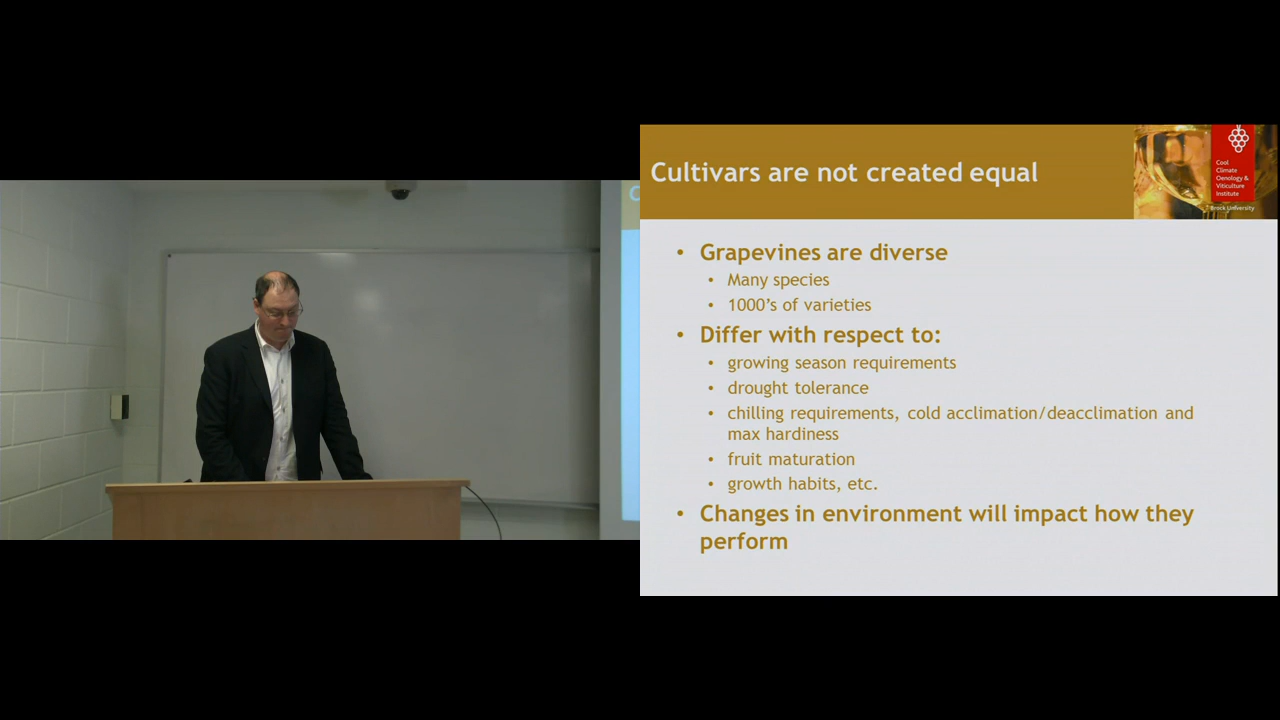 Cultivars are not created equal
Cool
Climate
Oenology &
Viticulture
Institute
Brock University
• Grapevines are diverse
• Many species
• 1000's of varieties
• Differ with respect to:
• growing season requirements
• drought tolerance
• chilling requirements, cold acclimation/deacclimation and
max hardiness
• fruit maturation
• growth habits, etc.
• Changes in environment will impact how they
perform